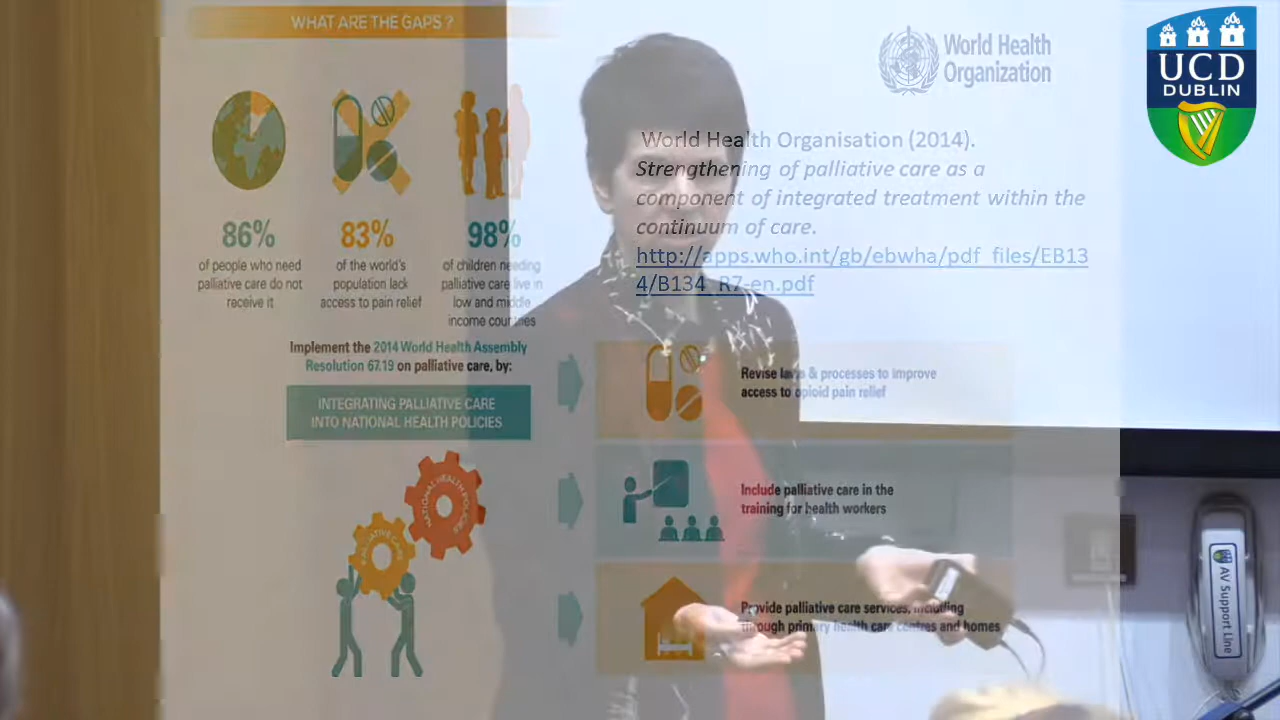 WHAT ARE THE GAPS ?
World Health
Organization
UCD
DUBLIN
World Health Organisation (2014).
Strengthening of palliative care as a
component of integrated treatment within the
continuum of care.
http://apps.who.int/gb/ebwha/pdf_files/EB13
4/B134_R7-en.pdf
86%
of people who need
palliative care do not
receive it
83%
of the world's
population lack
access to pain relief
98%
of children needing
palliative care live in
low and middle
income countries
Implement the 2014 World Health Assembly
Resolution 67.19 on palliative care, by:
INTEGRATING PALLIATIVE CARE
INTO NATIONAL HEALTH POLICIES
NATIONAL HEALTH POLICIES
PALLIATIVE CARE
Revise laws & processes to improve
access to opioid pain relief
Include palliative care in the
training for health workers
Provide palliative care services, including
through primary health care centres and homes
AV Support Line